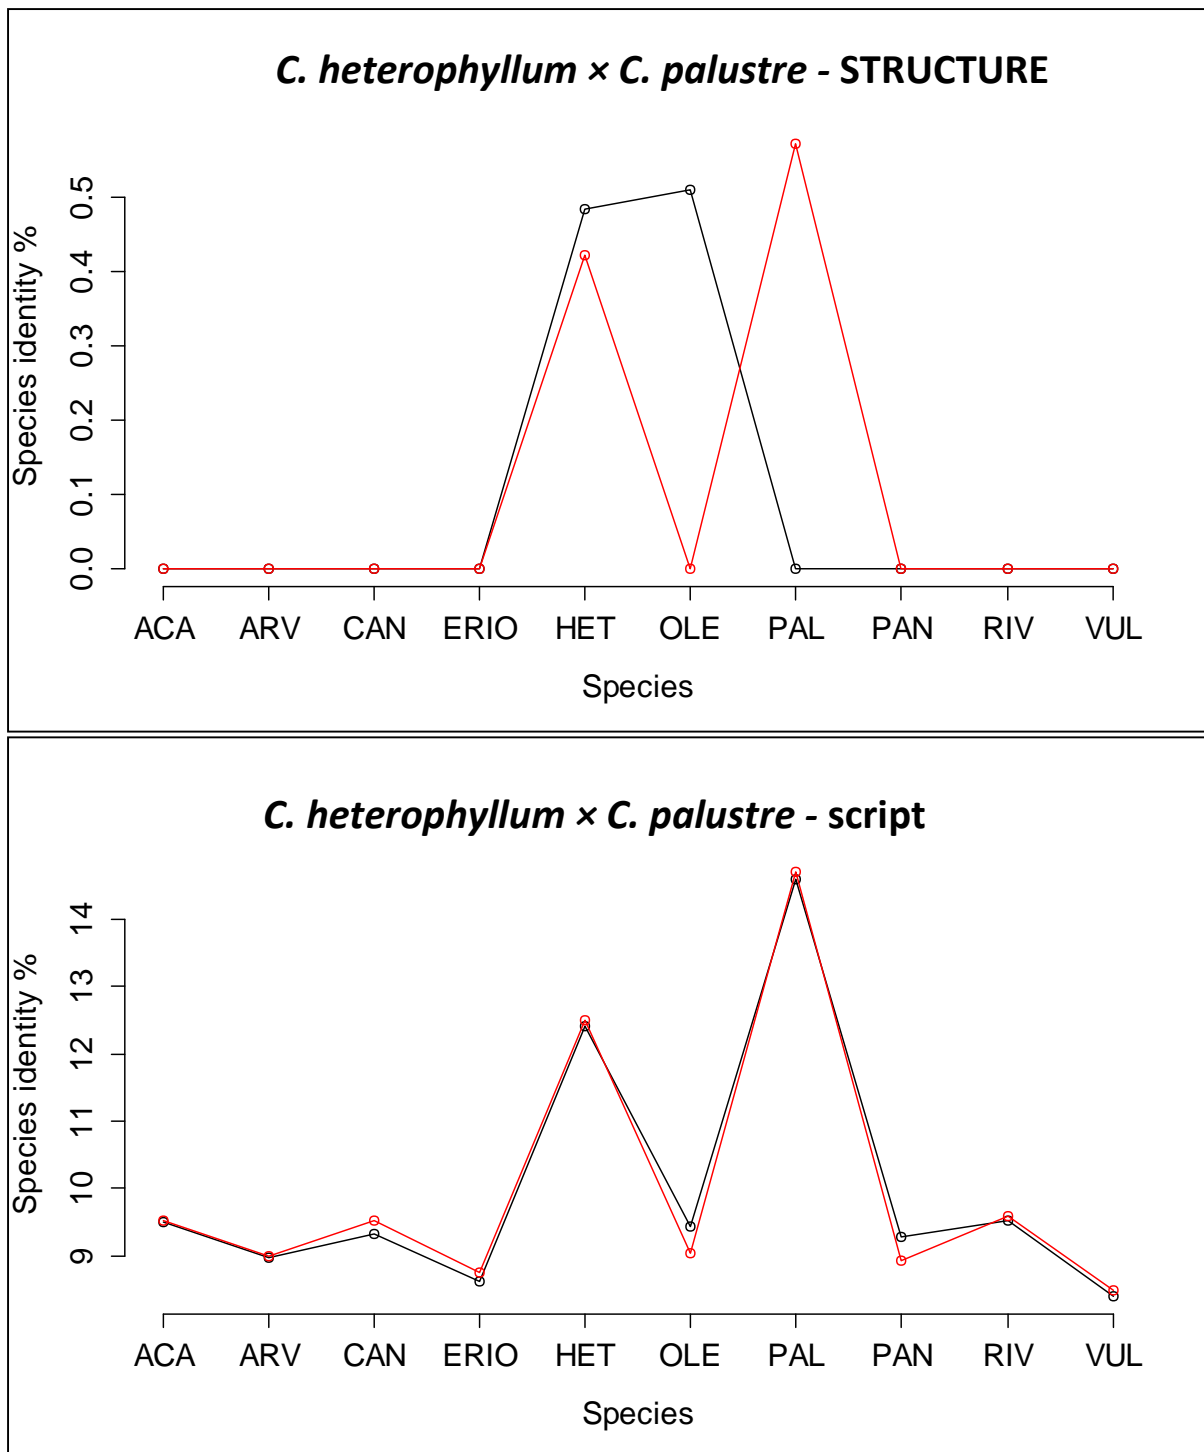 C. heterophyllum × C. palustre - STRUCTURE
Species identity %
0.5
0.4
0.3
0.2
0.1
0.0
ACA ARV CAN ERIO HET OLE PAL PAN RIV VUL
Species
C. heterophyllum × C. palustre - script
Species identity %
14
13
12
11
10
9
ACA ARV CAN ERIO HET OLE PAL PAN RIV VUL
Species